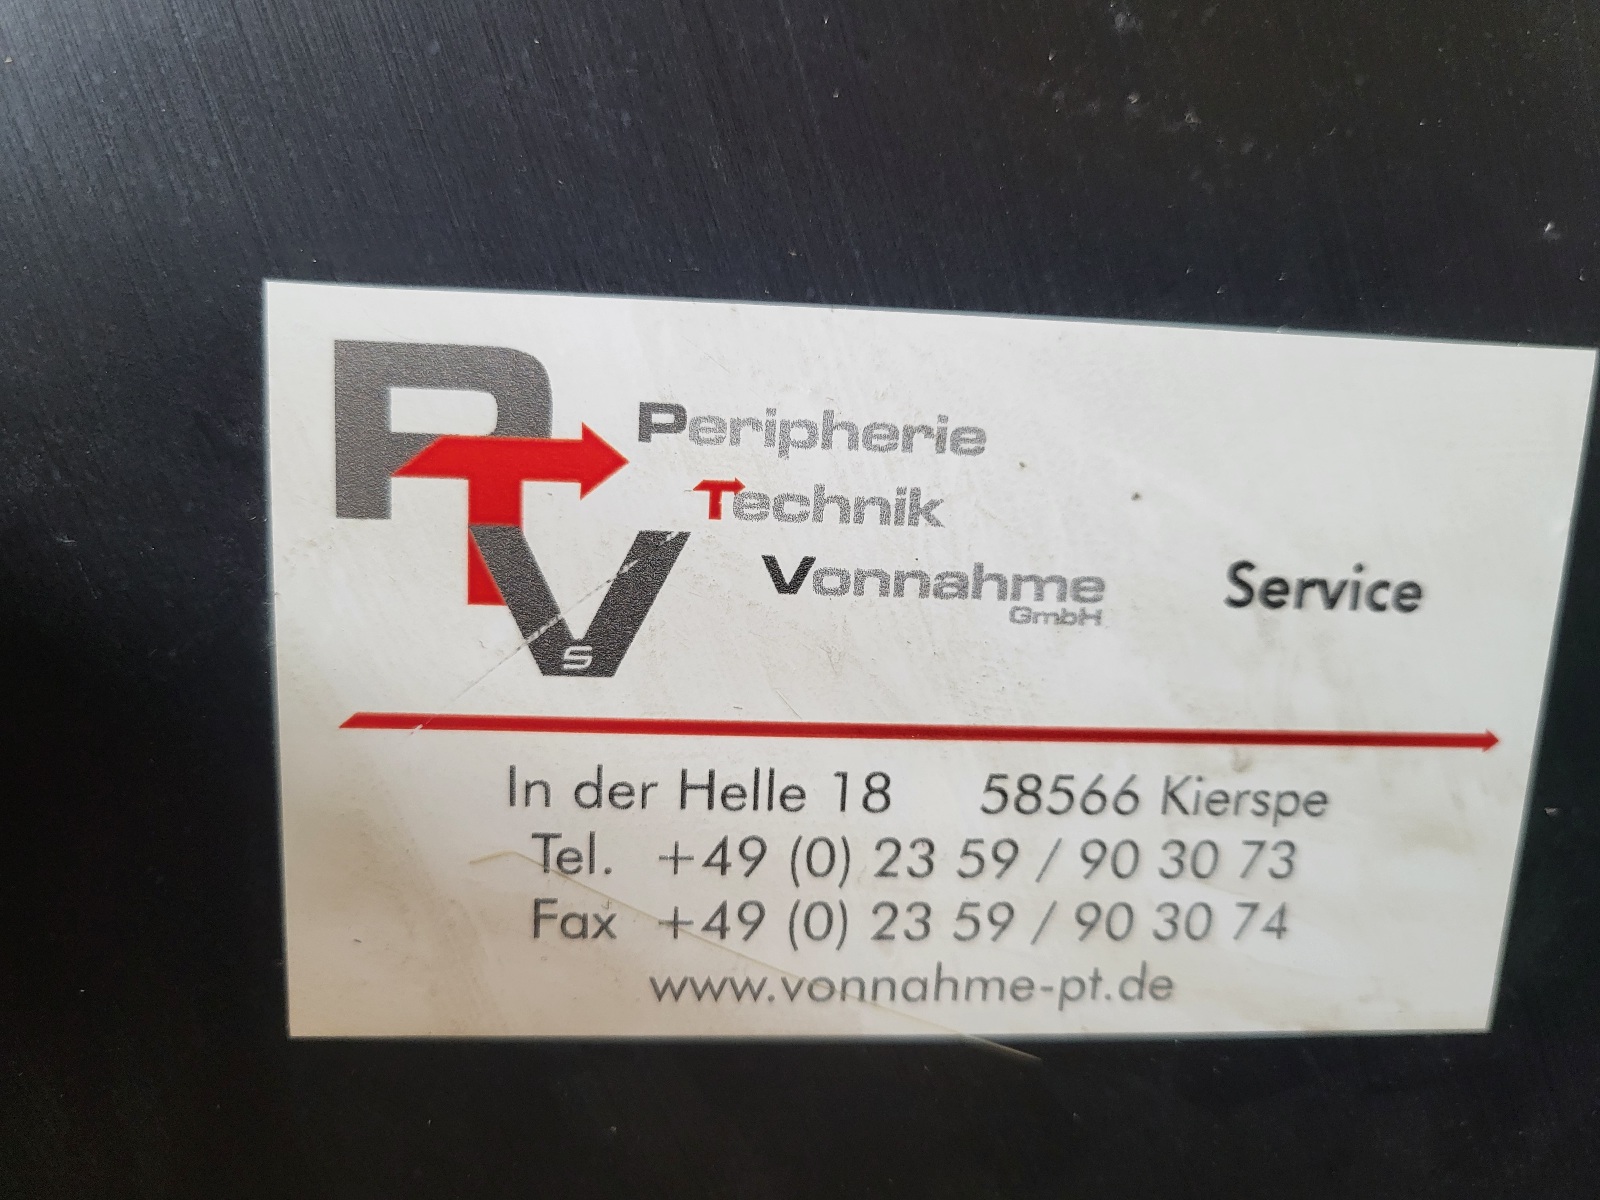 PTV
S
Peripherie
Technik
Vonnahme
GmbH
Service
In der Helle 18 58566 Kierspe
Tel. +49 (0) 23 59 / 90 30 73
Fax +49 (0) 23 59 / 90 30 74
www.vonnahme-pt.de